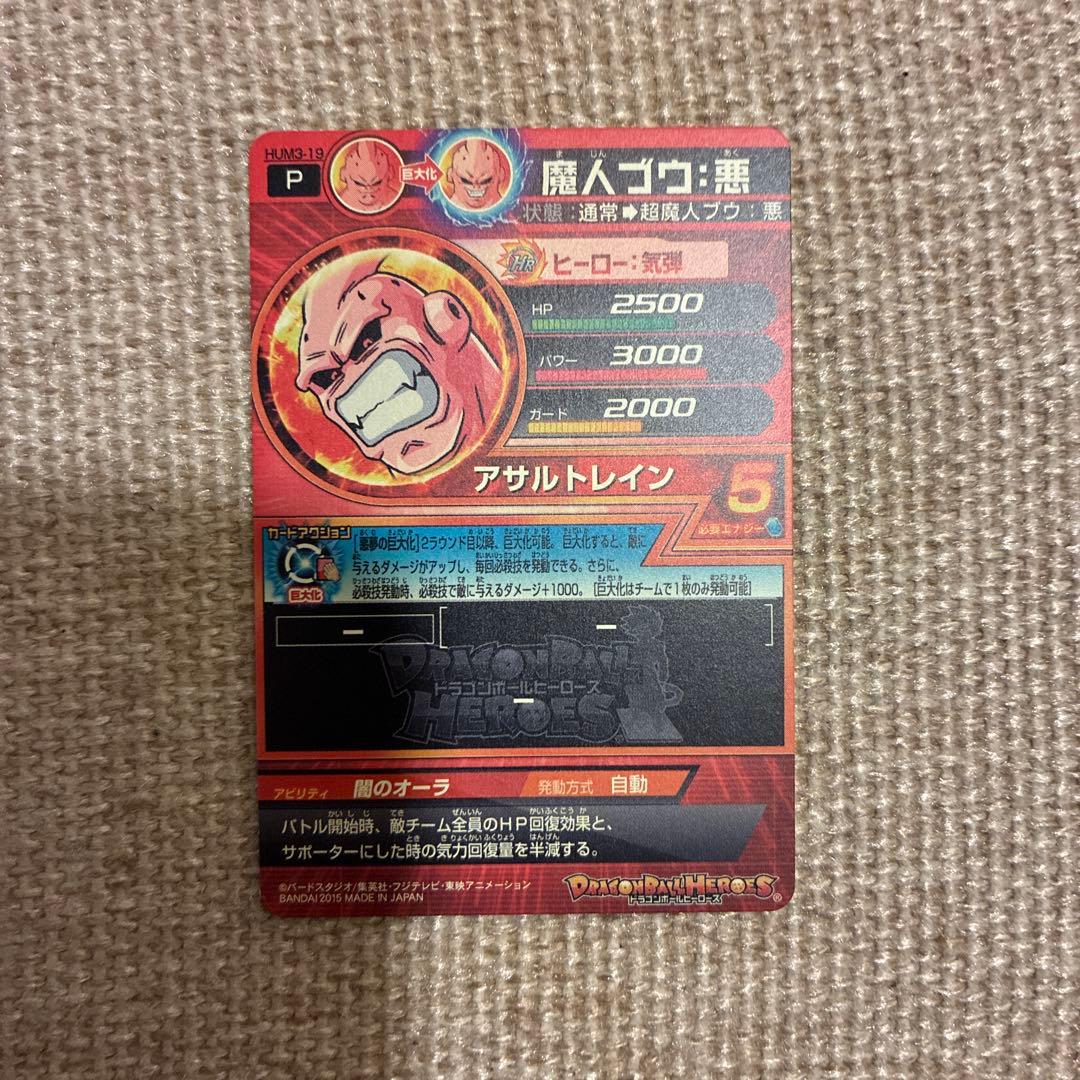 HUM3-19
P
巨大化
魔人ブウ:悪
ま じん あく
状態:通常➡超魔人ブウ:悪
HR ヒーロー:気弾
HP 2500
パワー 3000
ガード 2000
アサルトレイン
5
必要エナジー
カードアクション
巨大化
[悪夢の巨大化]2ラウンド目以降、巨大化可能。巨大化すると、敵に
与えるダメージがアップし、毎回必殺技を発動できる。さらに、
必殺技発動時、必殺技で敵に与えるダメージ+1000。[巨大化はチームで1枚のみ発動可能]
ー
ー
DRAGONBALL
ドラゴンボールヒーローズ
HEROES
ー
アビリティ 闇のオーラ
発動方式 自動
バトル開始時、敵チーム全員のHP回復効果と、
サポーターにした時の気力回復量を半減する。
©バードスタジオ/集英社・フジテレビ・東映アニメーション
BANDAI 2015 MADE IN JAPAN
DRAGONBALL HEROES
ドラゴンボールヒーローズ
®